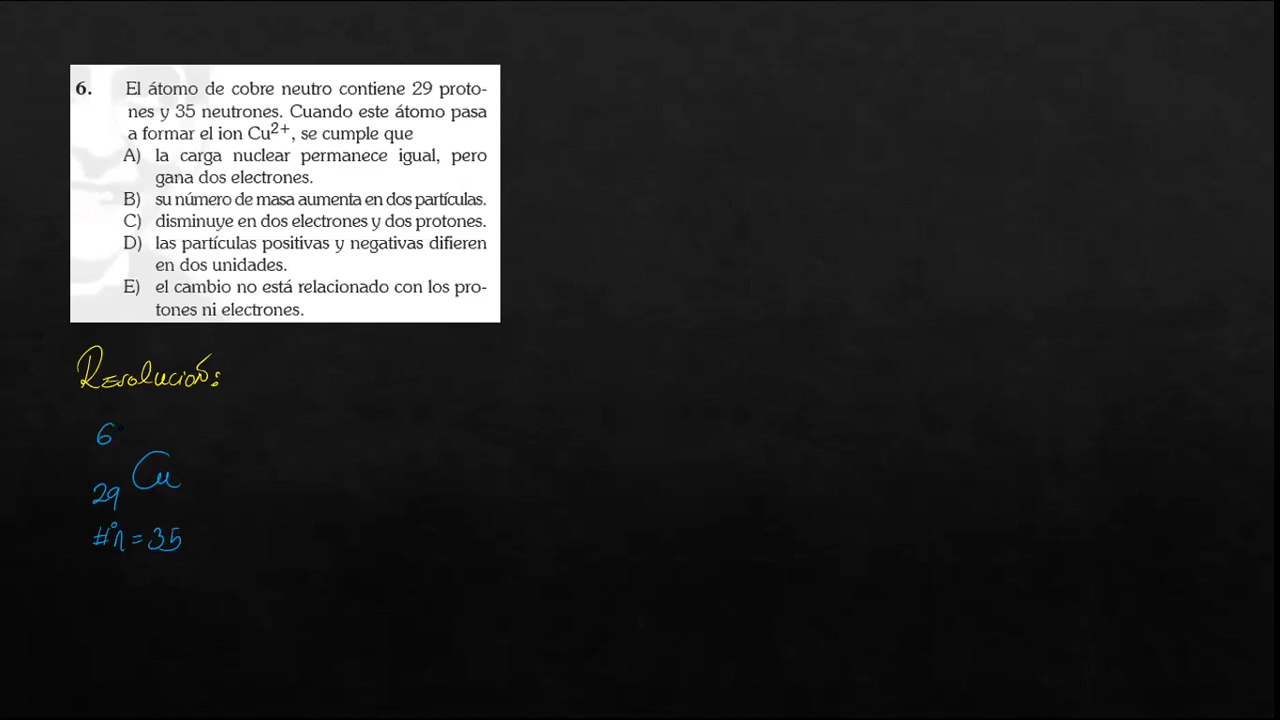 6. El átomo de cobre neutro contiene 29 proto-
nes y 35 neutrones. Cuando este átomo pasa
a formar el ion Cu²⁺, se cumple que
A) la carga nuclear permanece igual, pero
gana dos electrones.
B) su número de masa aumenta en dos partículas.
C) disminuye en dos electrones y dos protones.
D) las partículas positivas y negativas difieren
en dos unidades.
E) el cambio no está relacionado con los pro-
tones ni electrones.
Resolución:
6
Cu
29
#n° = 35